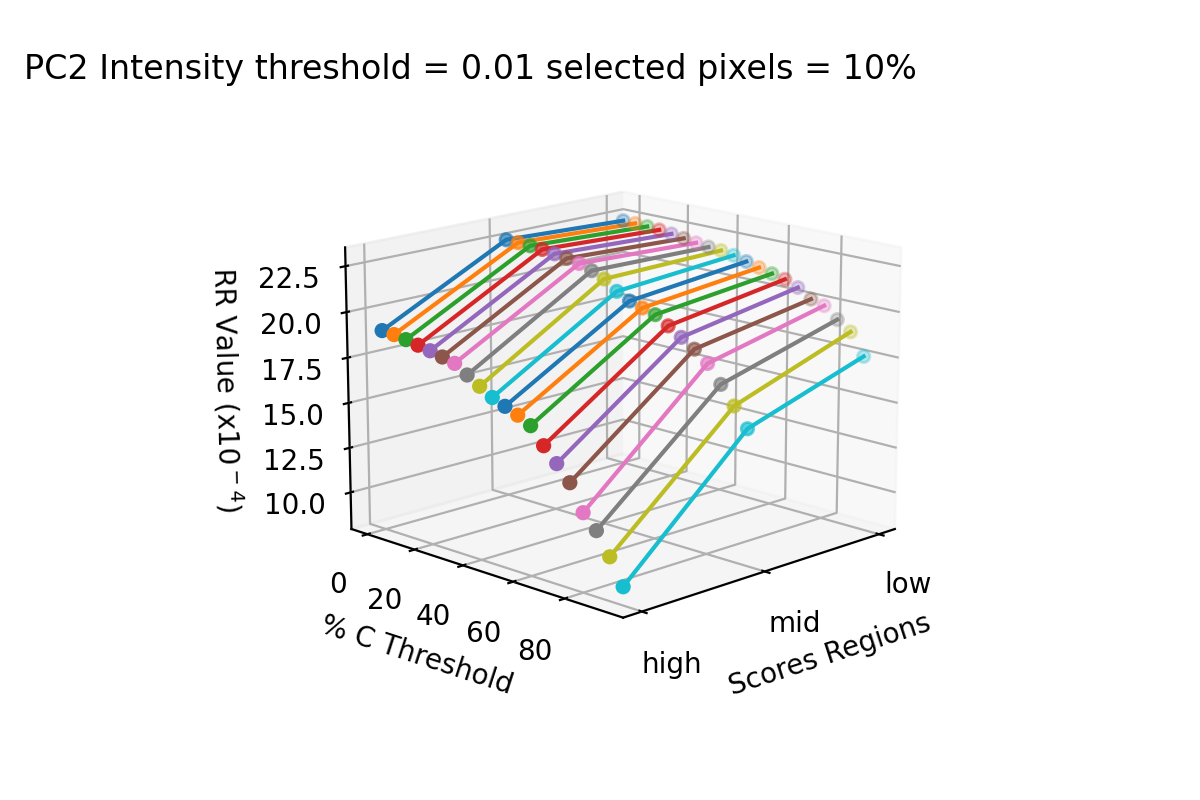 PC2 Intensity threshold = 0.01 selected pixels = 10%
22.5
20.0
17.5
15.0
12.5
10.0
RR Value (x10⁻⁴)
0
20
40
60
80
% C Threshold
low
mid
high
Scores Regions